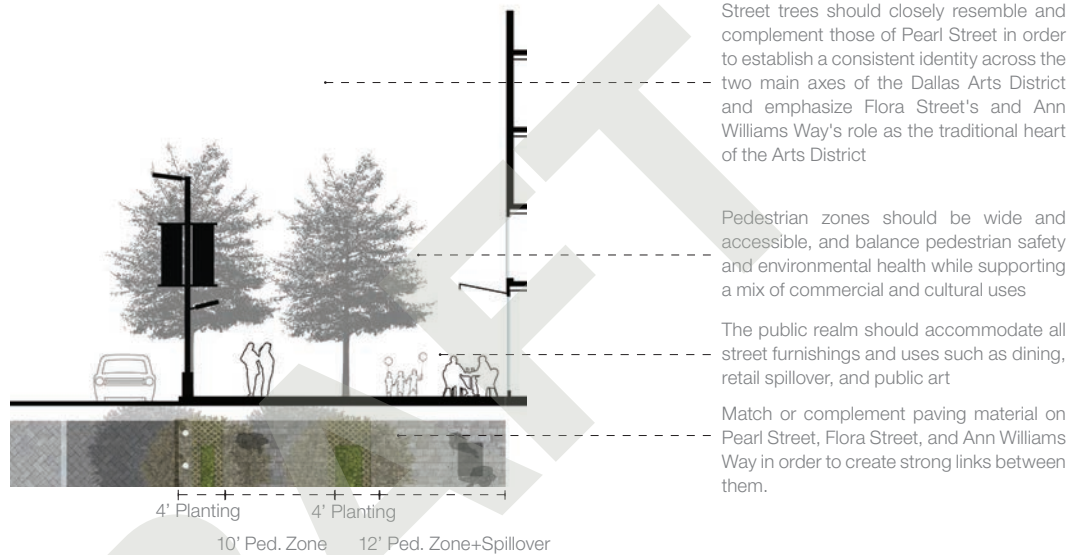 Street trees should closely resemble and
complement those of Pearl Street in order
to establish a consistent identity across the
two main axes of the Dallas Arts District
and emphasize Flora Street's and Ann
Williams Way's role as the traditional heart
of the Arts District
Pedestrian zones should be wide and
accessible, and balance pedestrian safety
and environmental health while supporting
a mix of commercial and cultural uses
The public realm should accommodate all
street furnishings and uses such as dining,
retail spillover, and public art
Match or complement paving material on
Pearl Street, Flora Street, and Ann Williams
Way in order to create strong links between
them.
4' Planting
4' Planting
10' Ped. Zone
12' Ped. Zone+Spillover